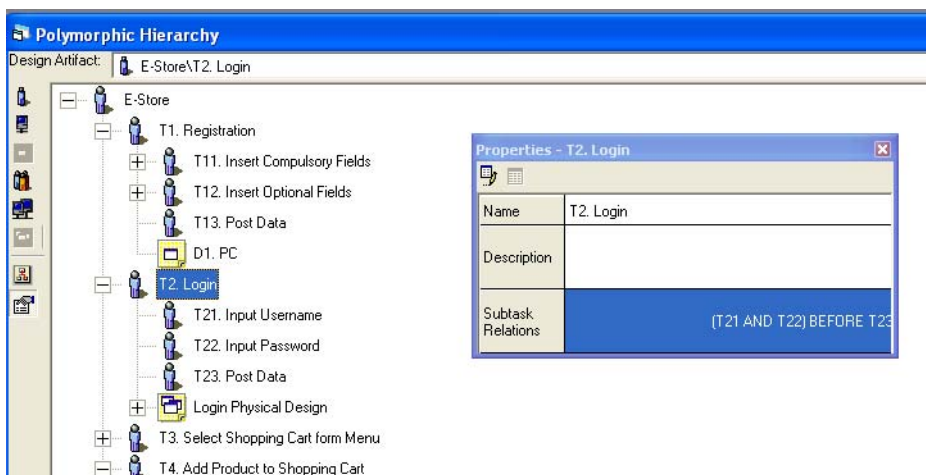 Polymorphic Hierarchy
Design Artifact: E-Store\T2. Login
E-Store
T1. Registration
T11. Insert Compulsory Fields
T12. Insert Optional Fields
T13. Post Data
D1. PC
T2. Login
T21. Input Username
T22. Input Password
T23. Post Data
Login Physical Design
T3. Select Shopping Cart form Menu
T4. Add Product to Shopping Cart
Properties - T2. Login
Name T2. Login
Description
Subtask Relations (T21 AND T22) BEFORE T23